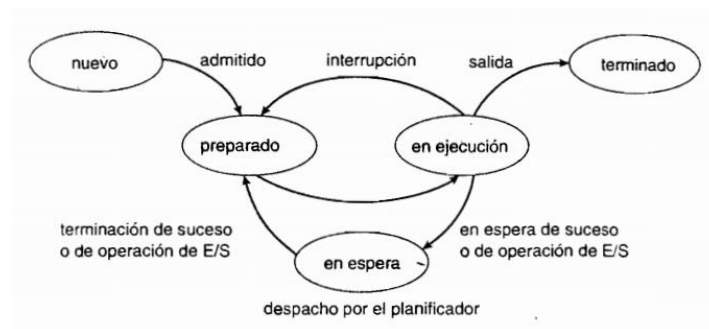 nuevo
admitido
interrupción
salida
terminado
preparado
en ejecución
terminación de suceso
o de operación de E/S
en espera de suceso
o de operación de E/S
en espera
despacho por el planificador